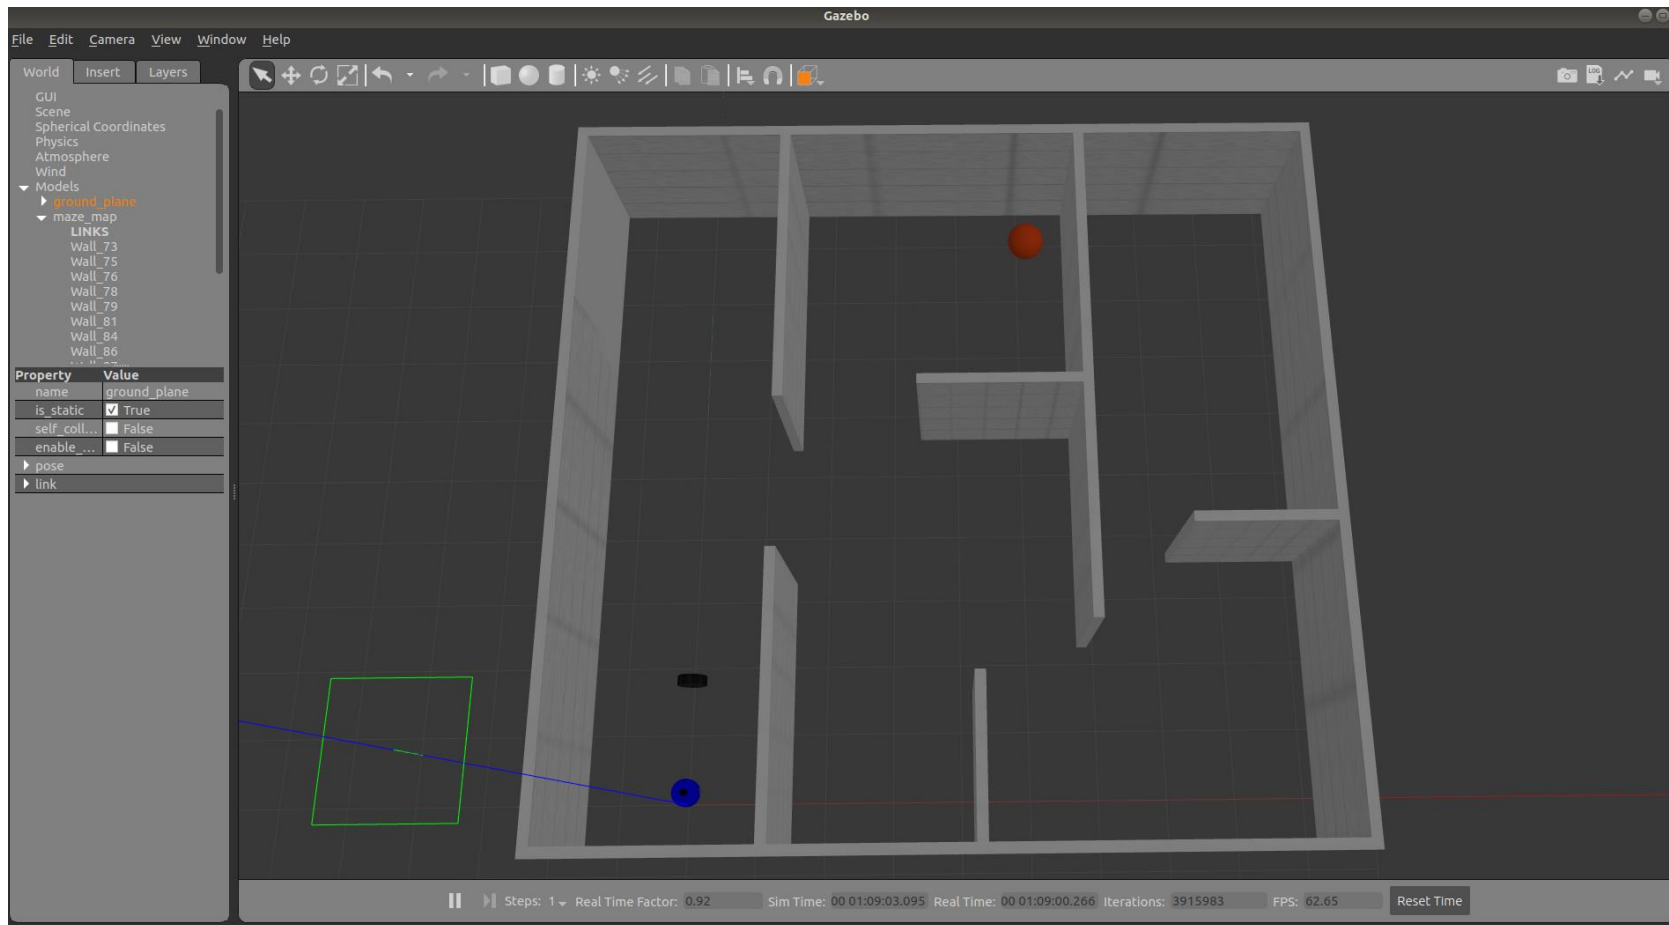 Gazebo
File Edit Camera View Window Help
World Insert Layers
GUI
Scene
Spherical Coordinates
Physics
Atmosphere
Wind
Models
ground_plane
maze_map
LINKS
Wall_73
Wall_75
Wall_76
Wall_78
Wall_79
Wall_81
Wall_84
Wall_86
Property Value
name ground_plane
is_static True
self_coll... False
enable_... False
pose
link
LOG
Steps: 1 Real Time Factor: 0.92 Sim Time: 00 01:09:03.095 Real Time: 00 01:09:00.266 Iterations: 3915983 FPS: 62.65 Reset Time